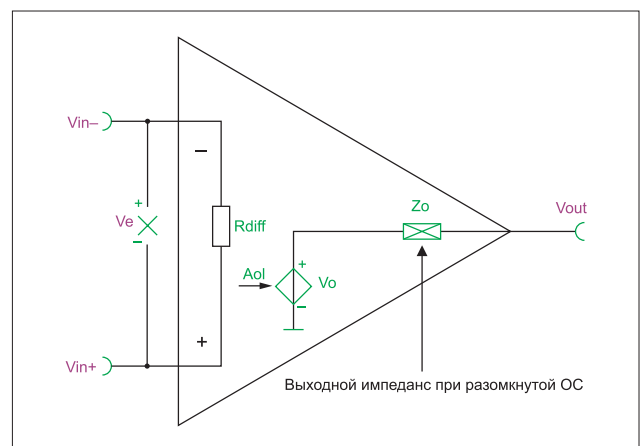 Vin–
+
Ve
–
–
Rdiff
+
Vin+
Aol
+
Vo
–
Zo
Vout
Выходной импеданс при разомкнутой ОС